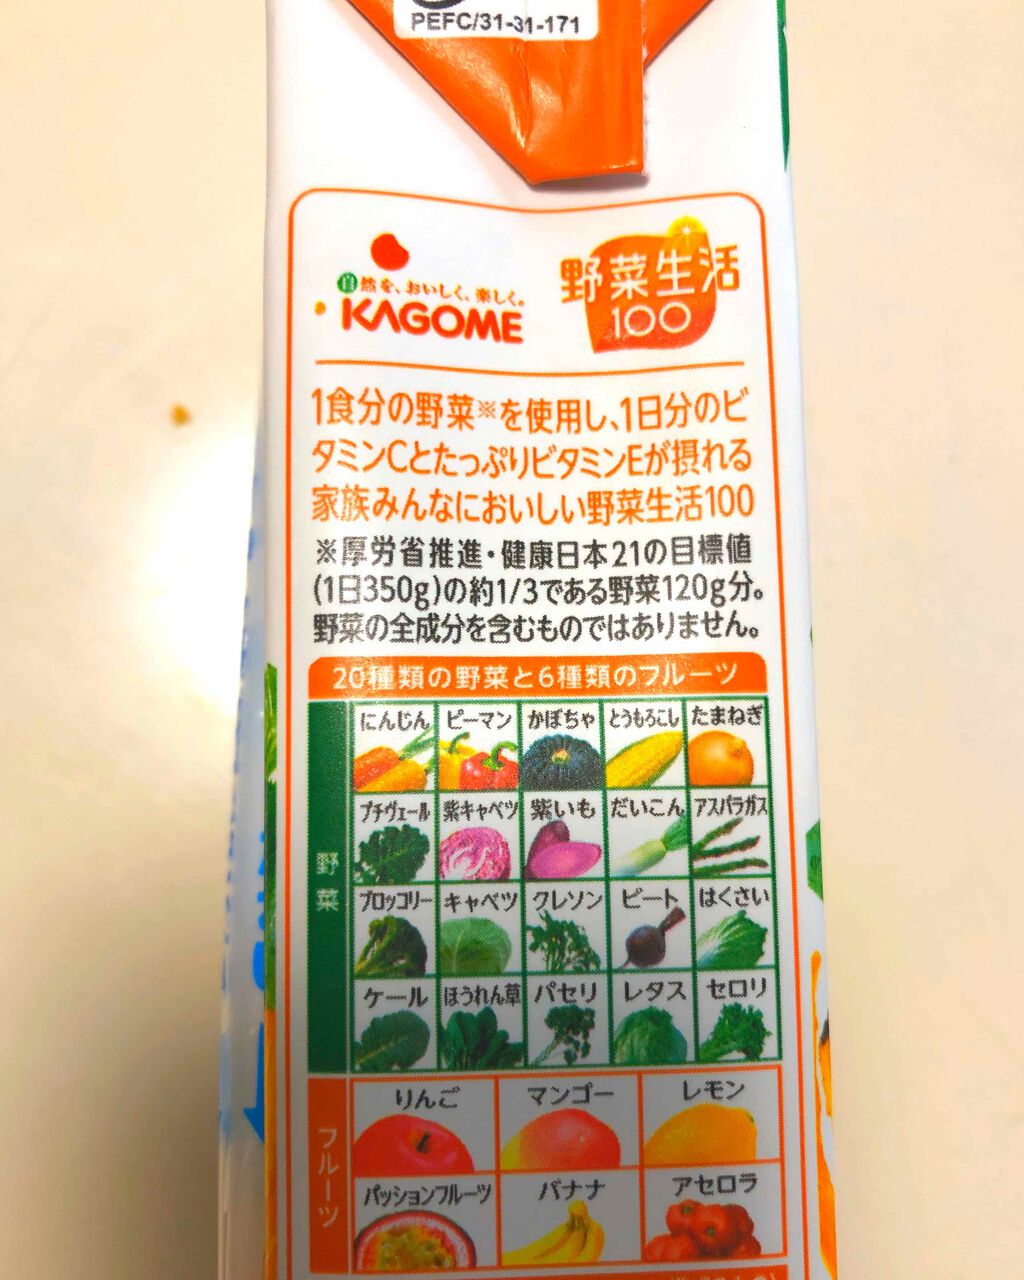 PEFC/31-31-171
自然を、おいしく、楽しく。
KAGOME
野菜生活
100
1食分の野菜※を使用し、1日分のビ
タミンCとたっぷりビタミンEが摂れる
家族みんなにおいしい野菜生活100
※厚労省推進・健康日本21の目標値
(1日350g)の約1/3である野菜120g分。
野菜の全成分を含むものではありません。
20種類の野菜と6種類のフルーツ
野菜
にんじん ピーマン かぼちゃ とうもろこし たまねぎ
プチヴェール 紫キャベツ 紫いも だいこん アスパラガス
ブロッコリー キャベツ クレソン ビート はくさい
ケール ほうれん草 パセリ レタス セロリ
フルーツ
りんご マンゴー レモン
パッションフルーツ バナナ アセロラ